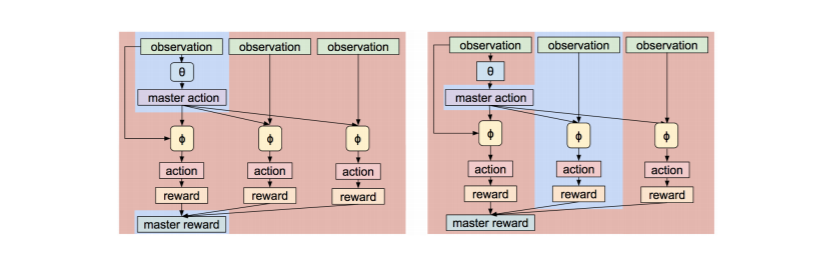 observation observation observation
θ
master action
ϕ ϕ ϕ
action action action
reward reward reward
master reward
observation observation observation
θ
master action
ϕ ϕ ϕ
action action action
reward reward reward
master reward